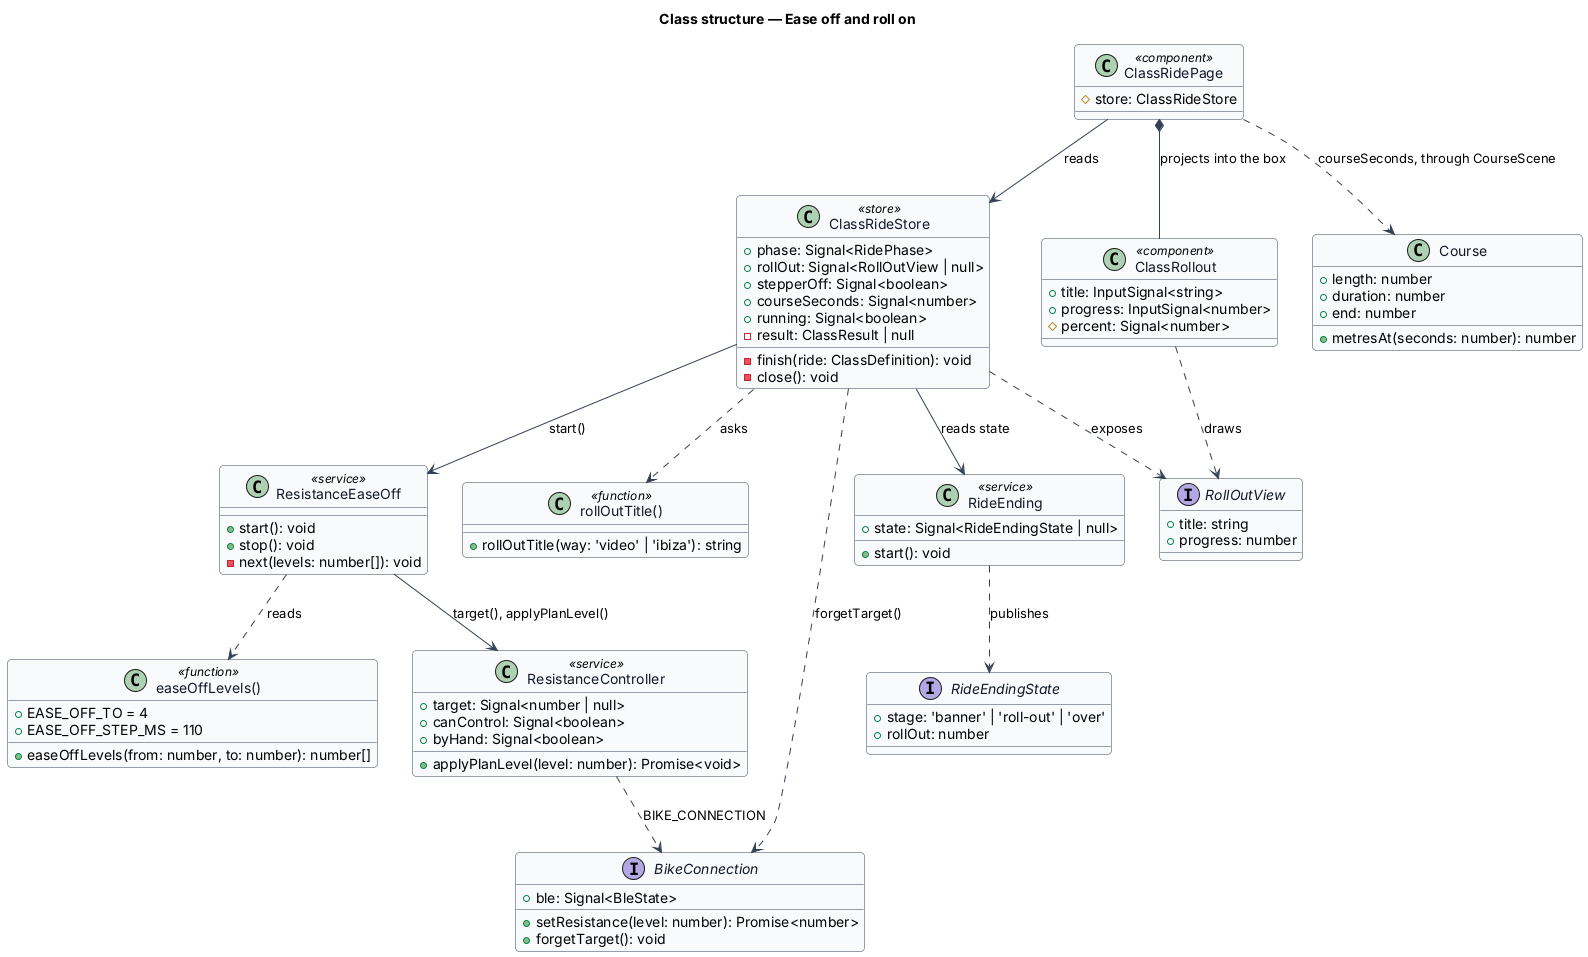 Class structure — Ease off and roll on
«component»
ClassRidePage
store: ClassRideStore
reads
projects into the box
courseSeconds, through CourseScene
«store»
ClassRideStore
phase: Signal<RidePhase>
rollOut: Signal<RollOutView | null>
stepperOff: Signal<boolean>
courseSeconds: Signal<number>
running: Signal<boolean>
result: ClassResult | null
finish(ride: ClassDefinition): void
close(): void
«component»
ClassRollout
title: InputSignal<string>
progress: InputSignal<number>
percent: Signal<number>
Course
length: number
duration: number
end: number
metresAt(seconds: number): number
start()
asks
reads state
exposes
draws
«service»
ResistanceEaseOff
start(): void
stop(): void
next(levels: number[]): void
«function»
rollOutTitle()
rollOutTitle(way: 'video' | 'ibiza'): string
«service»
RideEnding
state: Signal<RideEndingState | null>
start(): void
RollOutView
title: string
progress: number
reads
target(), applyPlanLevel()
forgetTarget()
publishes
«function»
easeOffLevels()
EASE_OFF_TO = 4
EASE_OFF_STEP_MS = 110
easeOffLevels(from: number, to: number): number[]
«service»
ResistanceController
target: Signal<number | null>
canControl: Signal<boolean>
byHand: Signal<boolean>
applyPlanLevel(level: number): Promise<void>
RideEndingState
stage: 'banner' | 'roll-out' | 'over'
rollOut: number
BIKE_CONNECTION
BikeConnection
ble: Signal<BleState>
setResistance(level: number): Promise<number>
forgetTarget(): void